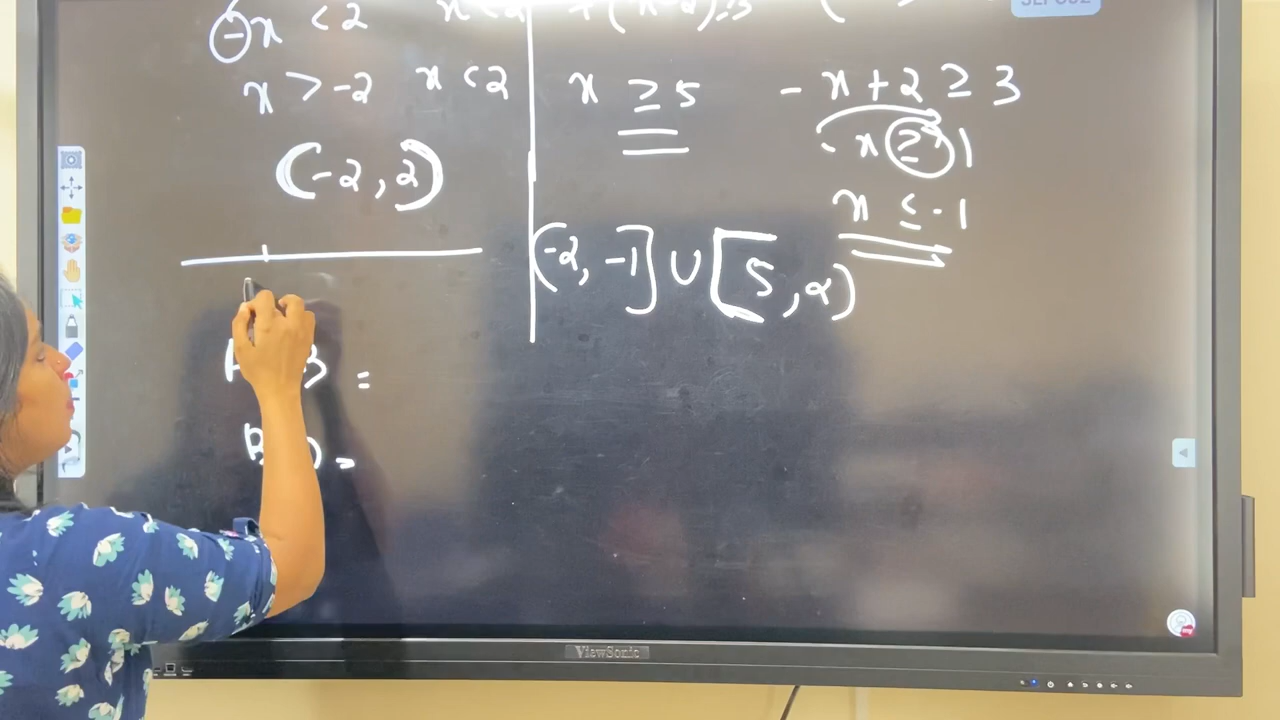 -x < 2
x > -2 x < 2
(-2, 2)
x ≥ 5
-x + 2 ≥ 3
-x ≥ 1
x ≤ -1
(-2, -1] ∪ [5, α)
B =
=
ViewSonic